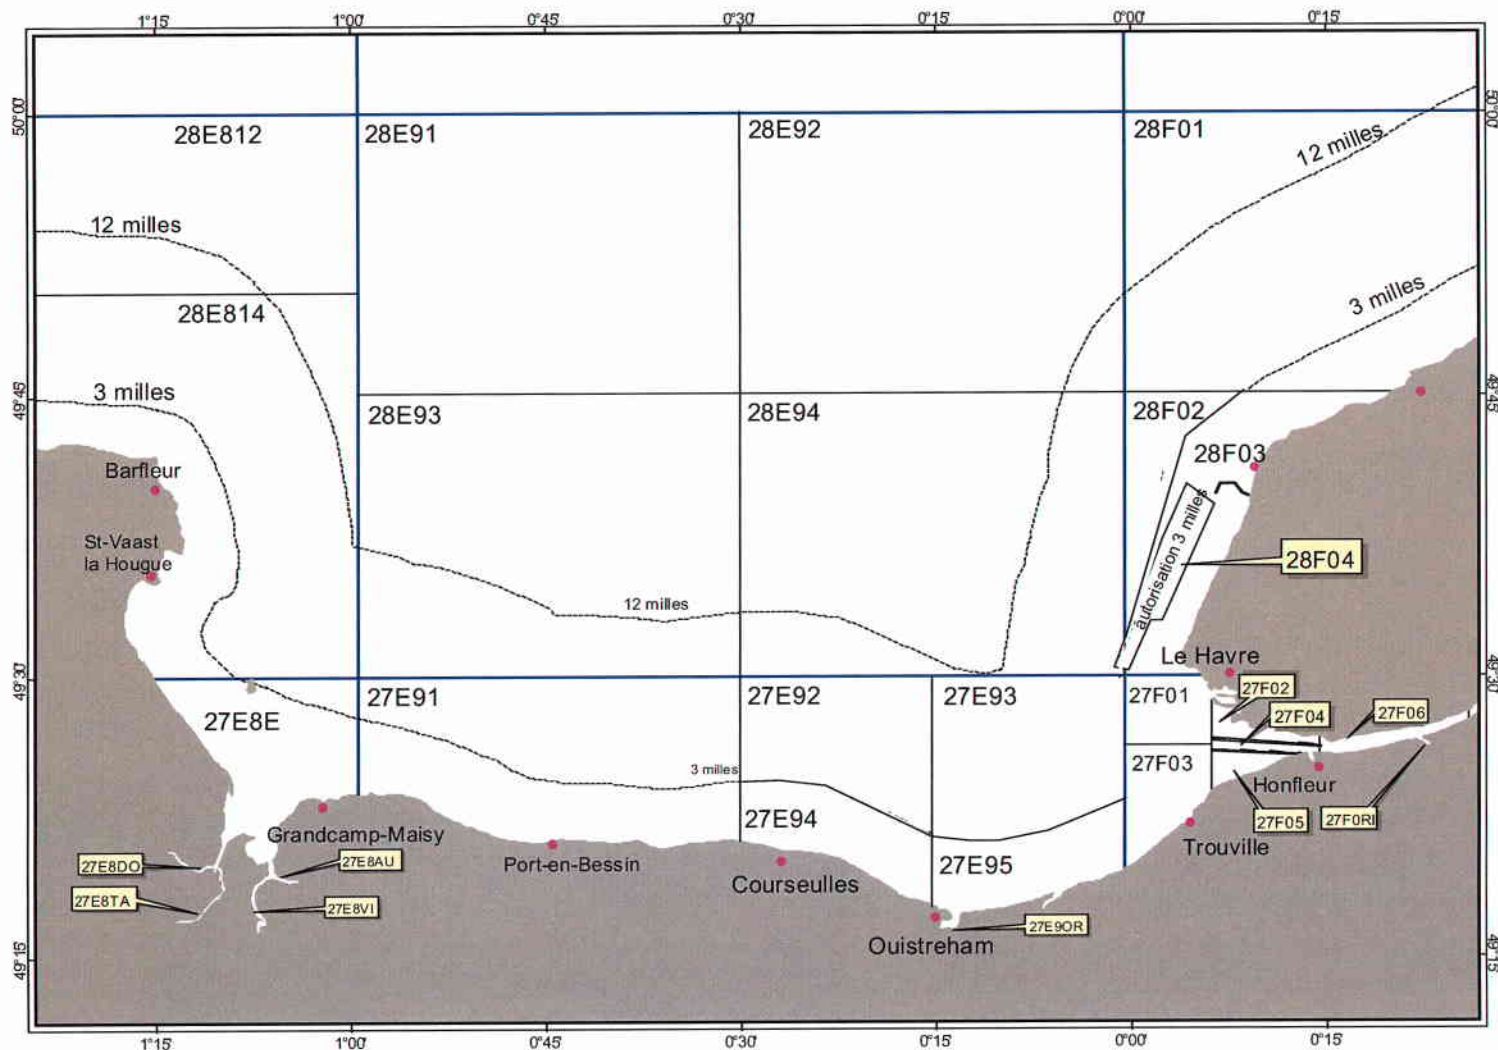 1°15'
1°00'
0°45'
0°30'
0°15'
0°00'
0°15'
50°00'
50°00'
28E812
28E91
28E92
28F01
12 milles
12 milles
28E814
3 milles
3 milles
49°45'
49°45'
28E93
28E94
28F02
28F03
Barfleur
St-Vaast
la Hougue
autorisation 3 milles
28F04
12 milles
Le Havre
49°30'
49°30'
27E8E
27E91
27E92
27E93
27F01
27F02
27F04
27F06
3 milles
27F03
Honfleur
27F05
27F0RI
Grandcamp-Maisy
27E94
Trouville
27E8DO
27E8AU
Port-en-Bessin
27E95
Courseulles
27E8TA
27E8VI
27E9OR
Ouistreham
49°15'
49°15'
1°15'
1°00'
0°45'
0°30'
0°15'
0°00'
0°15'